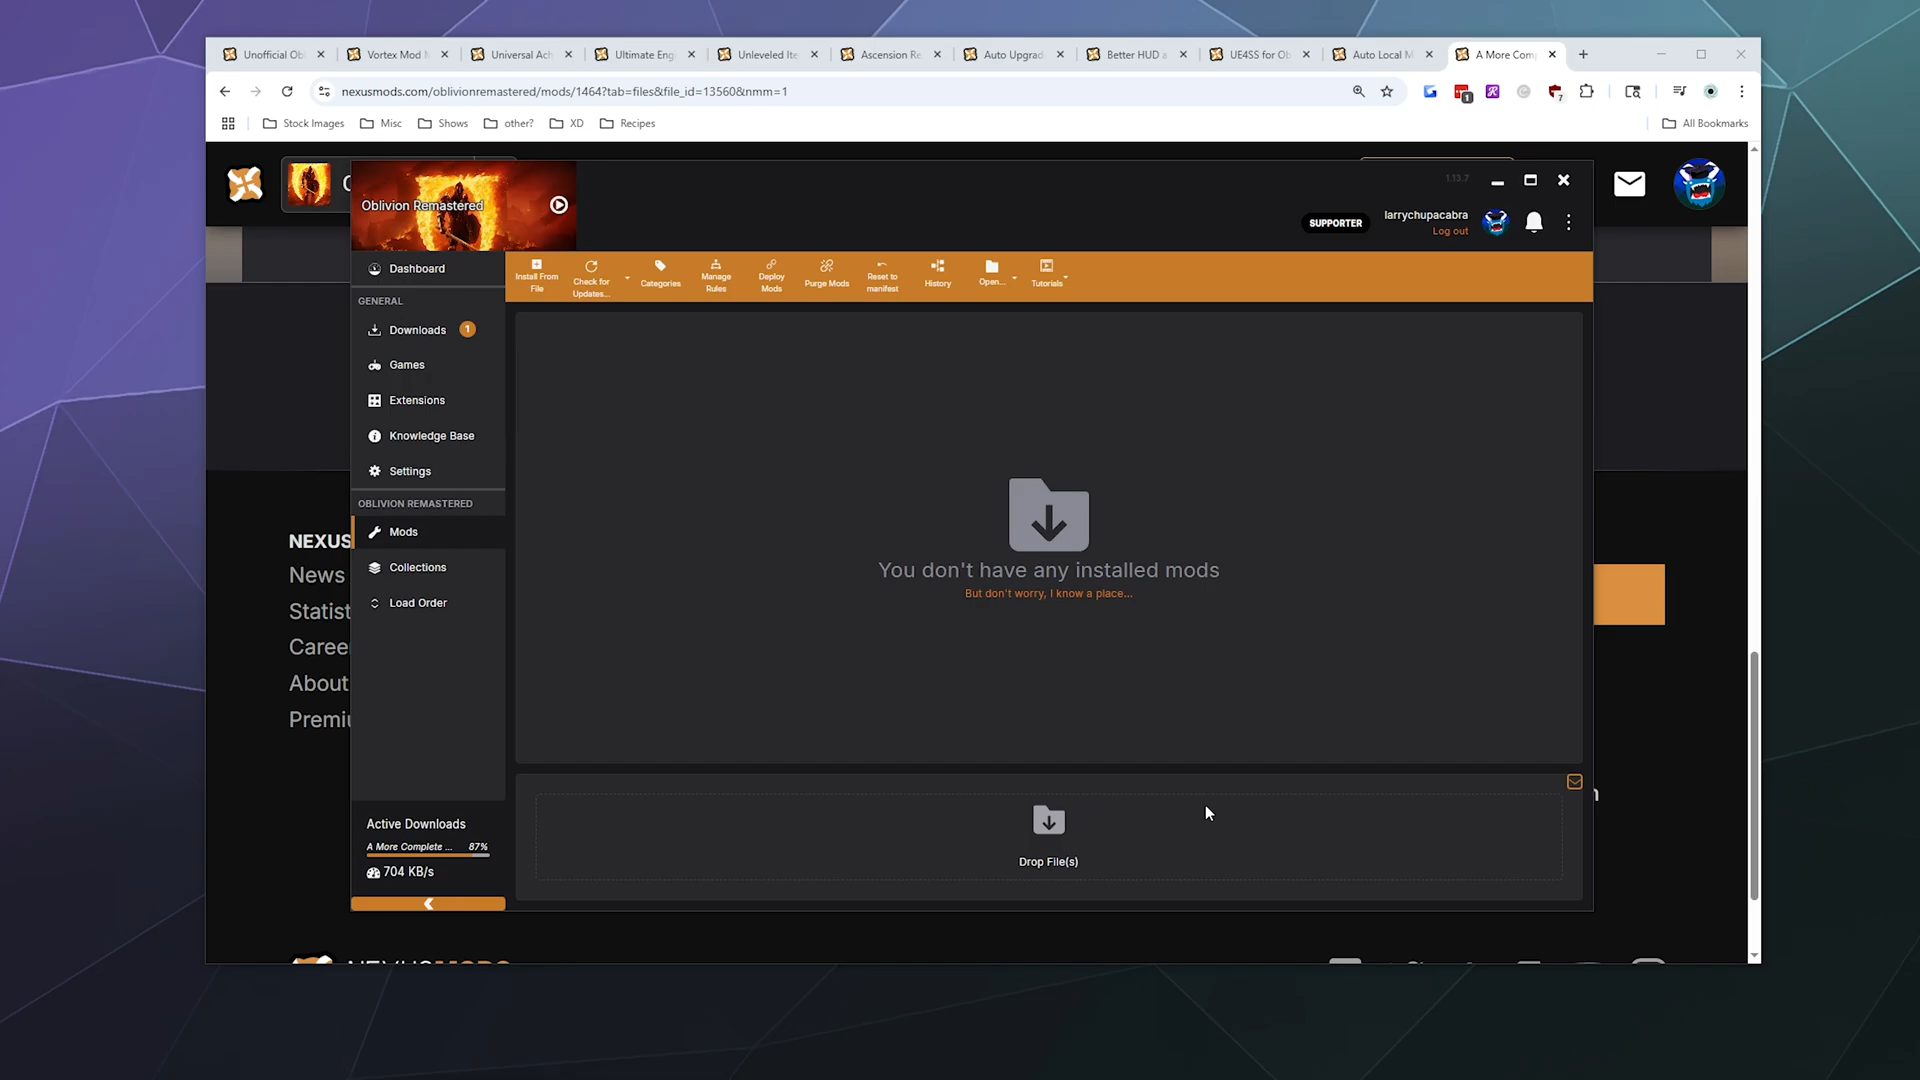 Unofficial Ob
Vortex Mod M
Universal Ach
Ultimate Eng
Unleveled Ite
Ascension Re
Auto Upgrad
Better HUD a
UE4SS for Ob
Auto Local M
A More Com
nexusmods.com/oblivionremastered/mods/1464?tab=files&file_id=13560&nmm=1
1
7
Stock Images
Misc
Shows
other?
XD
Recipes
All Bookmarks
Oblivion Remastered
1.13.7
SUPPORTER
larrychupacabra
Log out
Install From
File
Check for
Updates...
Categories
Manage
Rules
Deploy
Mods
Purge Mods
Reset to
manifest
History
Open...
Tutorials
Dashboard
GENERAL
Downloads 1
Games
Extensions
Knowledge Base
Settings
OBLIVION REMASTERED
Mods
Collections
Load Order
You don't have any installed mods
But don't worry, I know a place...
NEXUS
News
Statist
Caree
About
Premiu
Active Downloads
A More Complete ... 87%
704 KB/s
Drop File(s)
NEXUSMODS